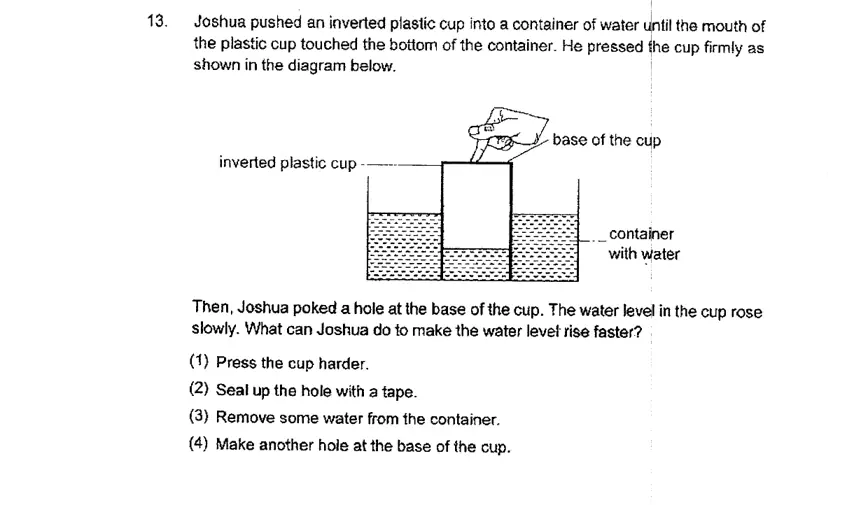 13. Joshua pushed an inverted plastic cup into a container of water until the mouth of
the plastic cup touched the bottom of the container. He pressed the cup firmly as
shown in the diagram below.
base of the cup
inverted plastic cup
container
with water
Then, Joshua poked a hole at the base of the cup. The water level in the cup rose
slowly. What can Joshua do to make the water level rise faster?
(1) Press the cup harder.
(2) Seal up the hole with a tape.
(3) Remove some water from the container.
(4) Make another hole at the base of the cup.